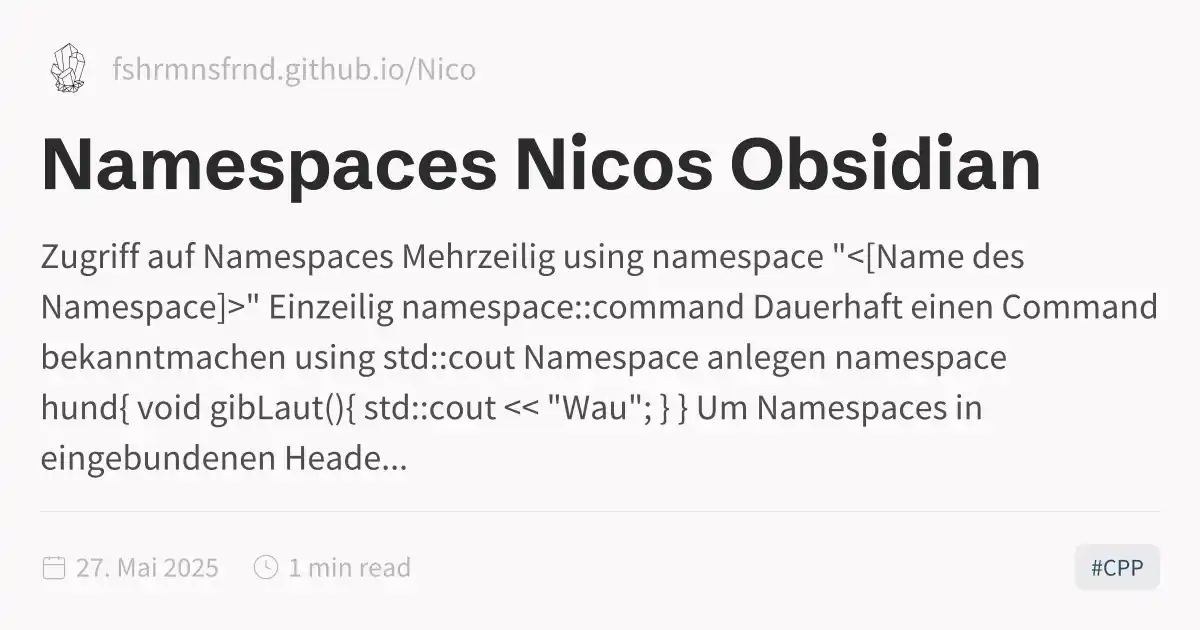 fshrmnsfrnd.github.io/Nico
Namespaces Nicos Obsidian
Zugriff auf Namespaces Mehrzeilig using namespace "<[Name des
Namespace]>" Einzeilig namespace::command Dauerhaft einen Command
bekanntmachen using std::cout Namespace anlegen namespace
hund{ void gibLaut(){ std::cout << "Wau"; } } Um Namespaces in
eingebundenen Heade...
27. Mai 2025 1 min read #CPP